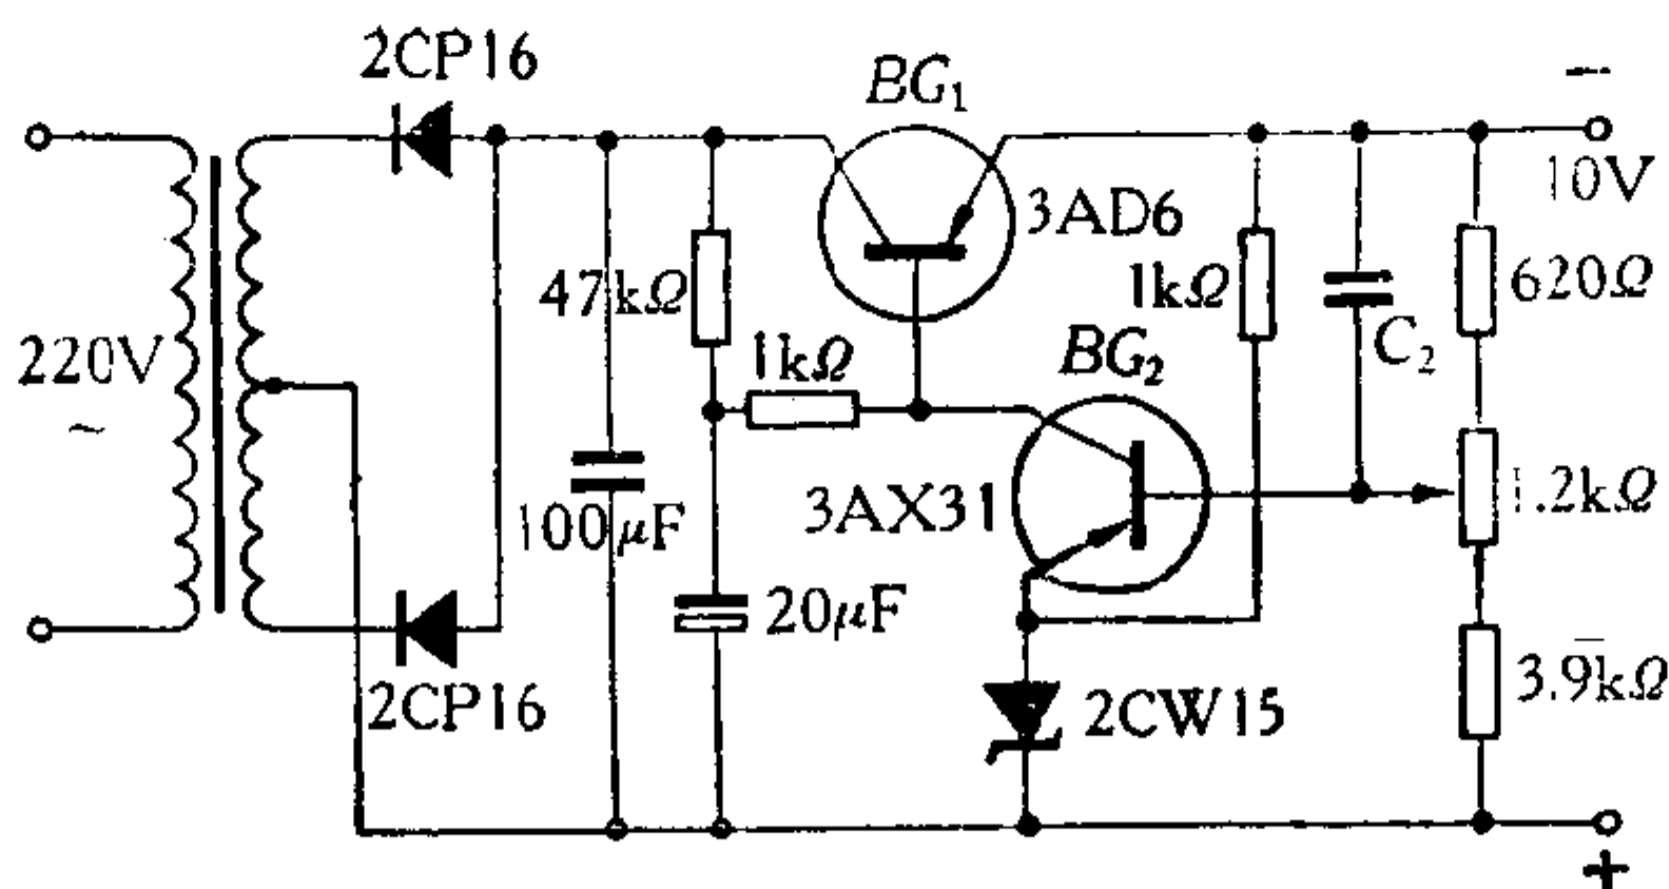 2CP16
BG₁
−
10V
3AD6
47kΩ
1kΩ
620Ω
C₂
220V
~
1kΩ
BG₂
3AX31
1.2kΩ
100μF
20μF
3.9kΩ
2CP16
2CW15
+